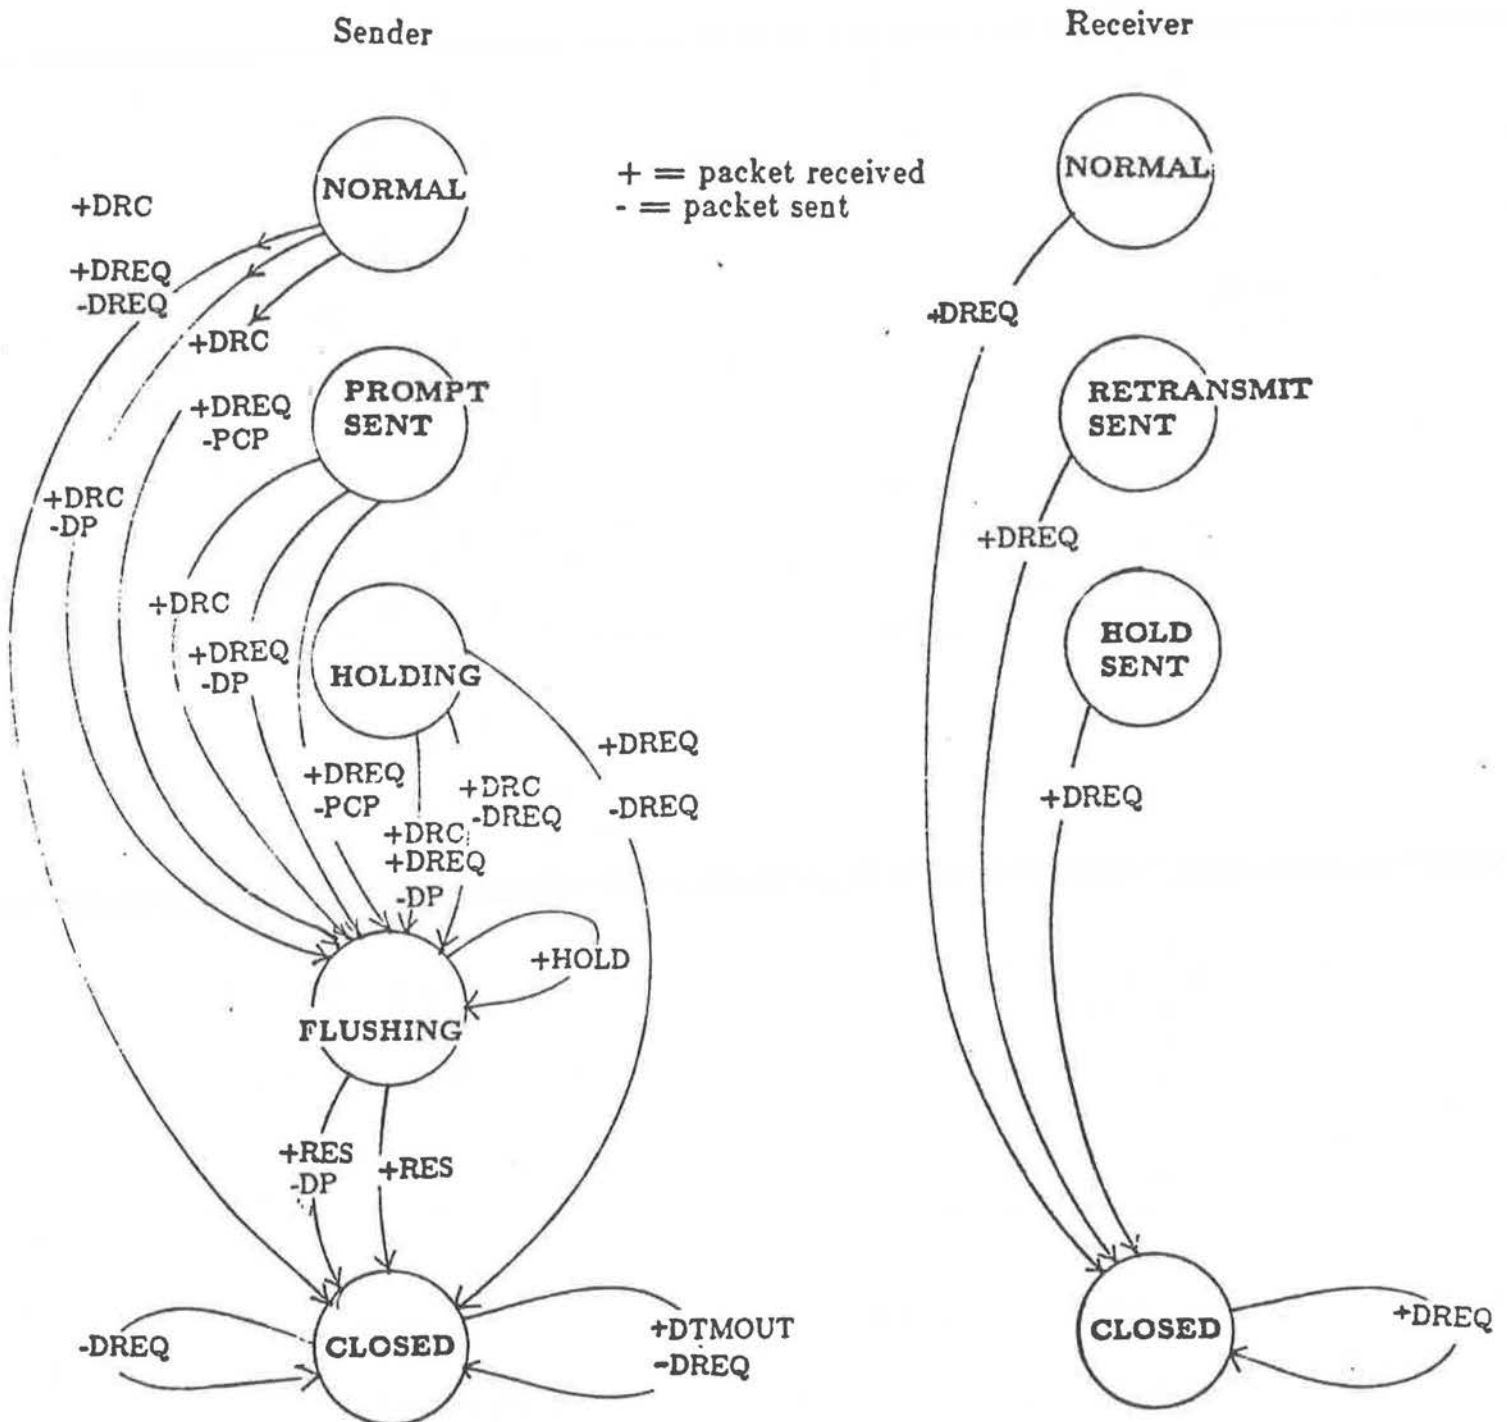 Sender
Receiver
NORMAL
+ = packet received
- = packet sent
NORMAL
+DRC
+DREQ
-DREQ
+DRC
+DREQ
PROMPT
SENT
RETRANSMIT
SENT
+DREQ
-PCP
+DRC
-DP
+DREQ
+DRC
HOLDING
HOLD
SENT
+DREQ
-DP
+DREQ
-DREQ
+DREQ
-PCP
+DRC
-DREQ
+DREQ
+DRC
+DREQ
-DP
+HOLD
FLUSHING
+RES
-DP
+RES
-DREQ
CLOSED
+DTMOUT
-DREQ
CLOSED
+DREQ